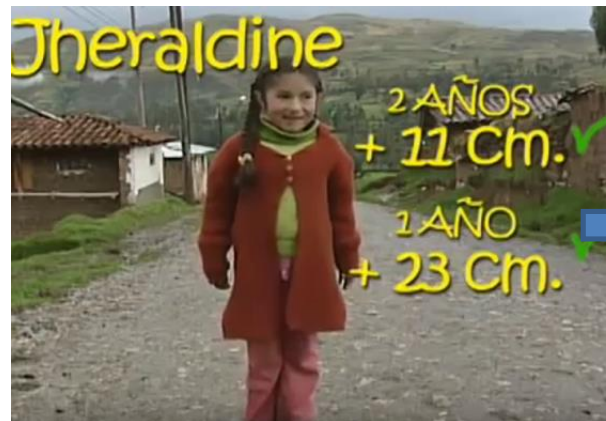 Jheraldine
2 AÑOS
+ 11 Cm.
1 AÑO
+ 23 Cm.